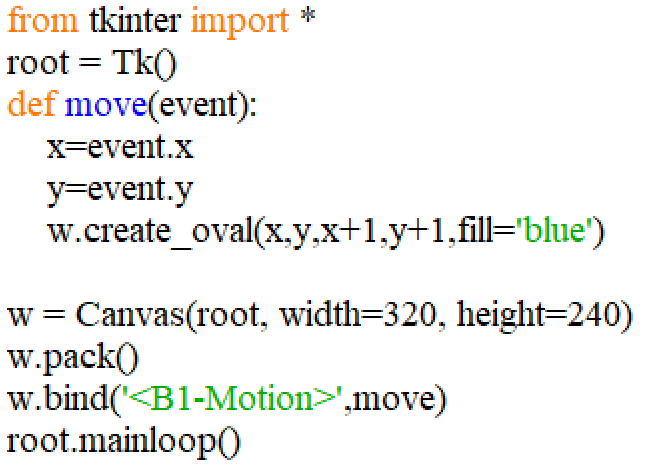 from tkinter import *
root = Tk()
def move(event):
    x=event.x
    y=event.y
    w.create_oval(x,y,x+1,y+1,fill='blue')
w = Canvas(root, width=320, height=240)
w.pack()
w.bind('<B1-Motion>',move)
root.mainloop()